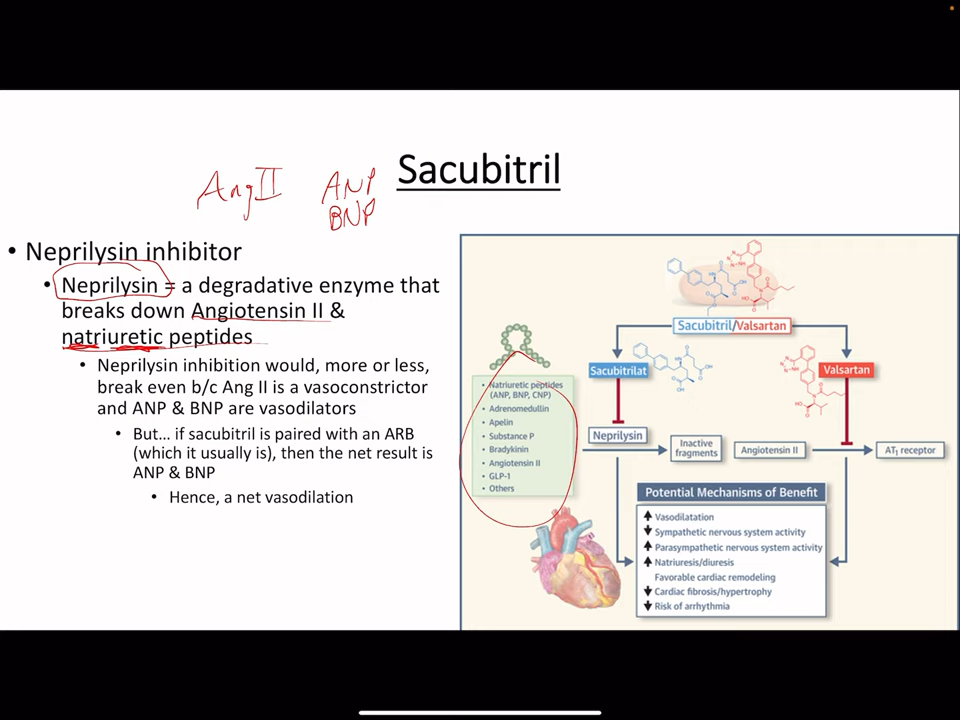 Sacubitril
Ang II
ANP
BNP
• Neprilysin inhibitor
• Neprilysin = a degradative enzyme that
breaks down Angiotensin II &
natriuretic peptides
• Neprilysin inhibition would, more or less,
break even b/c Ang II is a vasoconstrictor
and ANP & BNP are vasodilators
• But... if sacubitril is paired with an ARB
(which it usually is), then the net result is
ANP & BNP
• Hence, a net vasodilation
Sacubitril/Valsartan
Sacubitrilat
Valsartan
• Natriuretic peptides
(ANP, BNP, CNP)
• Adrenomedullin
• Apelin
• Substance P
• Bradykinin
• Angiotensin II
• GLP-1
• Others
Neprilysin
Inactive
fragments
Angiotensin II
AT₁ receptor
Potential Mechanisms of Benefit
↑ Vasodilatation
↓ Sympathetic nervous system activity
↑ Parasympathetic nervous system activity
↑ Natriuresis/diuresis
Favorable cardiac remodeling
↓ Cardiac fibrosis/hypertrophy
↓ Risk of arrhythmia